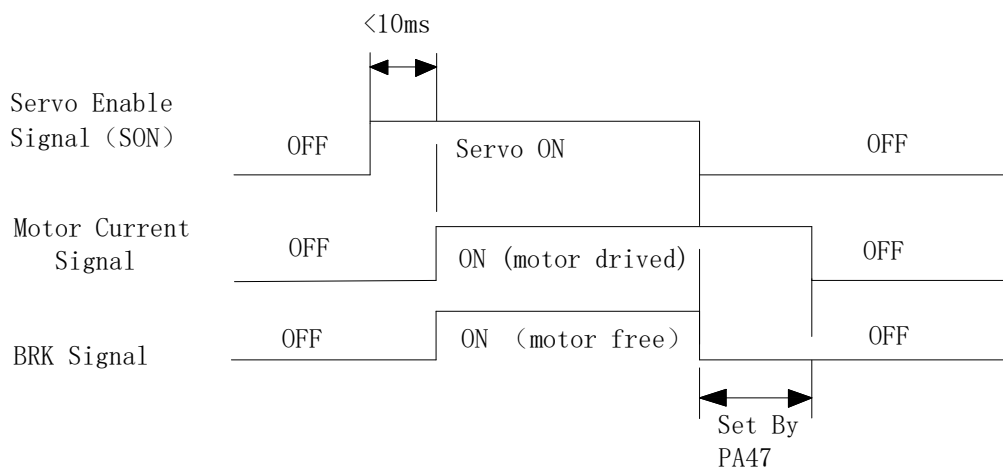 <10ms
Servo Enable
Signal（SON）
OFF
Servo ON
OFF
Motor Current
Signal
OFF
ON (motor drived)
OFF
BRK Signal
OFF
ON （motor free）
OFF
Set By
PA47